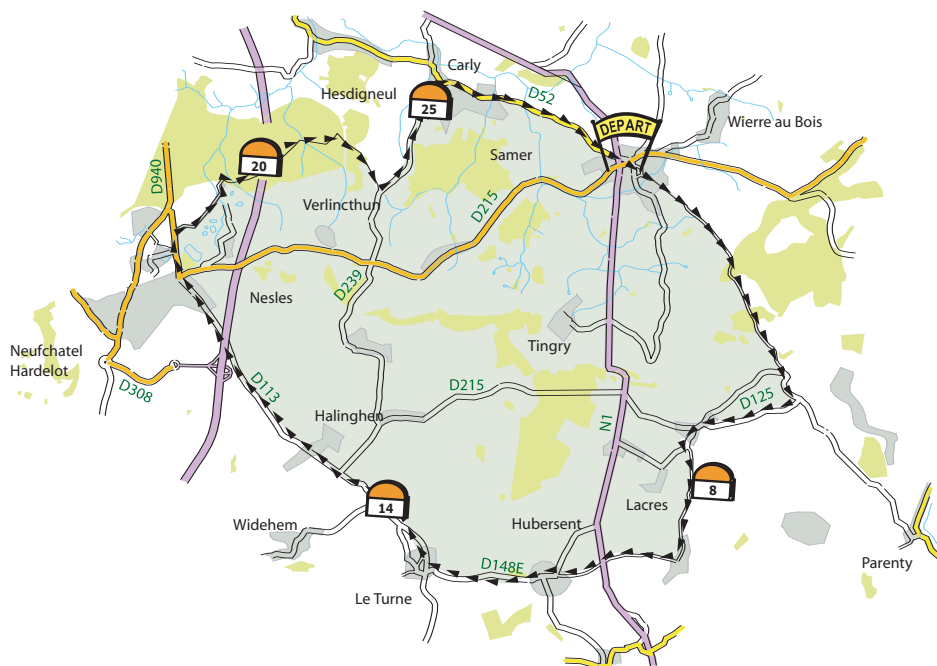 Carly
Hesdigneul
25
D52
DEPART
Wierre au Bois
Samer
20
D940
Verlincthun
D215
D239
Nesles
Tingry
Neufchatel
Hardelot
D308
D113
D215
D125
Halinghen
N1
8
14
Lacres
Widehem
Hubersent
D148E
Parenty
Le Turne